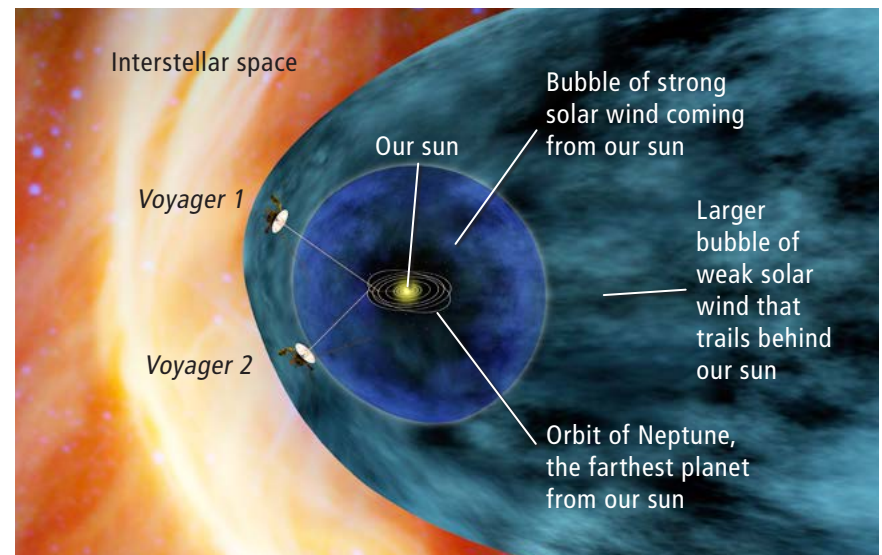 Interstellar space
Bubble of strong
solar wind coming
from our sun
Our sun
Voyager 1
Larger
bubble of
weak solar
wind that
trails behind
our sun
Voyager 2
Orbit of Neptune,
the farthest planet
from our sun